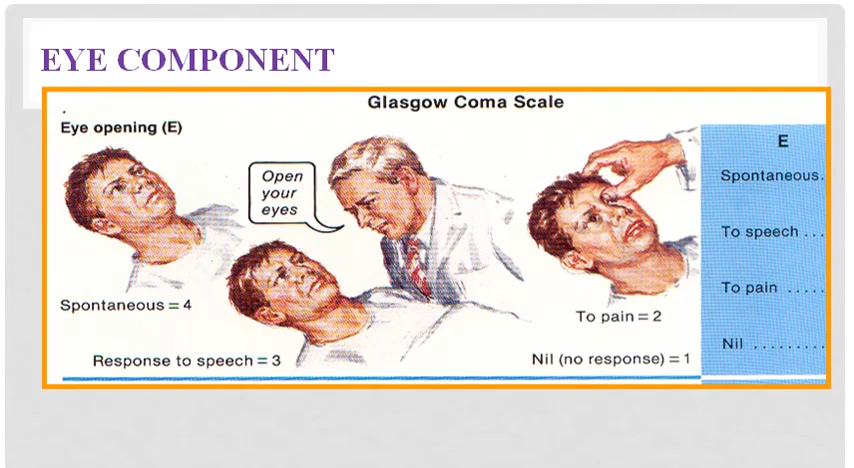 EYE COMPONENT
Glasgow Coma Scale
Eye opening (E)
Open
your
eyes
Spontaneous = 4
Response to speech = 3
To pain = 2
Nil (no response) = 1
E
Spontaneous.
To speech ...
To pain .....
Nil .........